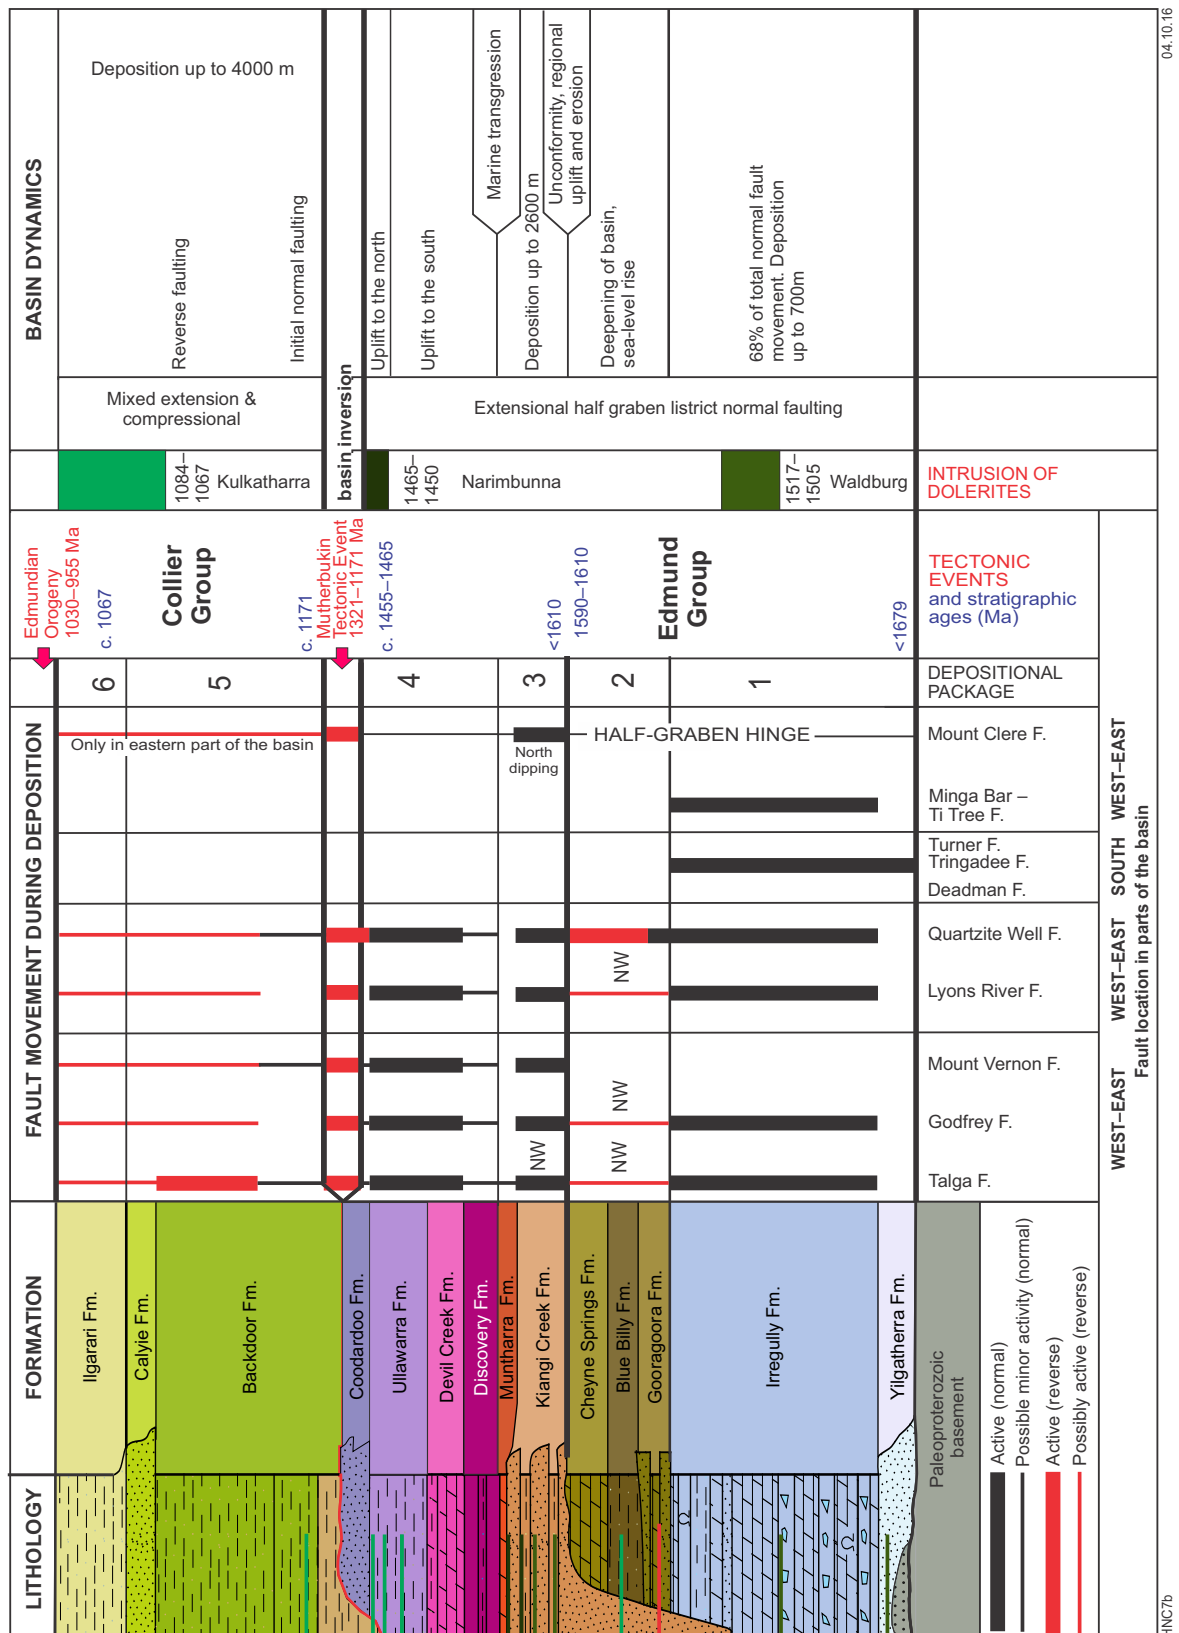 LITHOLOGY
FORMATION
FAULT MOVEMENT DURING DEPOSITION
BASIN DYNAMICS
Ilgarari Fm.
Calyie Fm.
Backdoor Fm.
Coodardoo Fm.
Ullawarra Fm.
Devil Creek Fm.
Discovery Fm.
Muntharra Fm.
Kiangi Creek Fm.
Cheyne Springs Fm.
Blue Billy Fm.
Gooragoora Fm.
Irregully Fm.
Yilgatherra Fm.
Paleoproterozoic
basement
Only in eastern part of the basin
North
dipping
HALF-GRABEN HINGE
NW
NW
NW
NW
Talga F.
Godfrey F.
Mount Vernon F.
Lyons River F.
Quartzite Well F.
Deadman F.
Tringadee F.
Turner F.
Minga Bar –
Ti Tree F.
Mount Clere F.
WEST–EAST
WEST–EAST
SOUTH
WEST–EAST
Fault location in parts of the basin
6
5
4
3
2
1
DEPOSITIONAL
PACKAGE
Edmundian
Orogeny
1030–955 Ma
c. 1067
Collier
Group
c. 1171
Mutherbukin
Tectonic Event
1321–1171 Ma
c. 1455–1465
<1610
1590–1610
Edmund
Group
<1679
TECTONIC
EVENTS
and stratigraphic
ages (Ma)
1084–
1067
Kulkatharra
basin inversion
1465–
1450
Narimbunna
1517–
1505
Waldburg
INTRUSION OF
DOLERITES
Mixed extension &
compressional
Extensional half graben listrict normal faulting
Deposition up to 4000 m
Reverse faulting
Initial normal faulting
Uplift to the north
Uplift to the south
Marine transgression
Deposition up to 2600 m
Unconformity, regional
uplift and erosion
Deepening of basin,
sea-level rise
68% of total normal fault
movement. Deposition
up to 700m
Active (normal)
Possible minor activity (normal)
Active (reverse)
Possibly active (reverse)
HNC7b
04.10.16